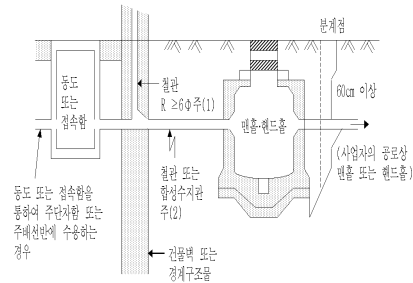 분계점
동도
또는
접속함
철관
R ≥6Φ주(1)
맨홀·핸드홀
60cm 이상
철관 또는
합성수지관
주(2)
(사업자의 공로상
맨홀 또는 핸드홀)
동도 또는 접속함을
통하여 주단자함 또는
주배선반에 수용하는
경우
건물벽 또는
경계구조물